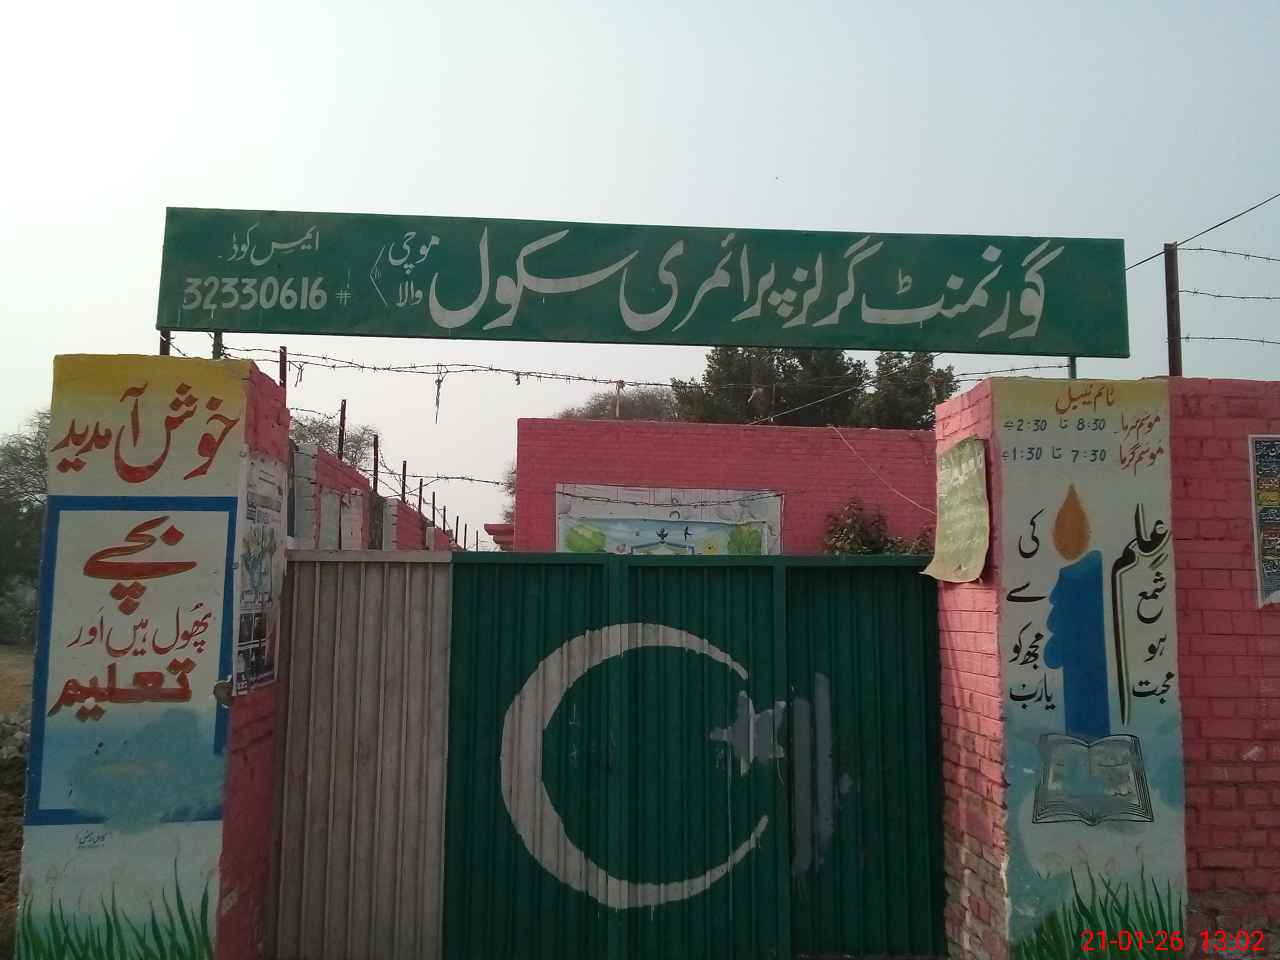 گورنمنٹ گرلز پرائمری سکول موچی والا
ایمس کوڈ
32330616 #
خوش آمدید
بچے
پھول ہیں اور
تعلیم
ٹائم ٹیبل
موسم سرما 8:30 تا 2:30
موسم گرما 7:30 تا 1:30
علم کی
شمع سے
ہو مجھ کو
محبت یارب
21-01-26 13:02